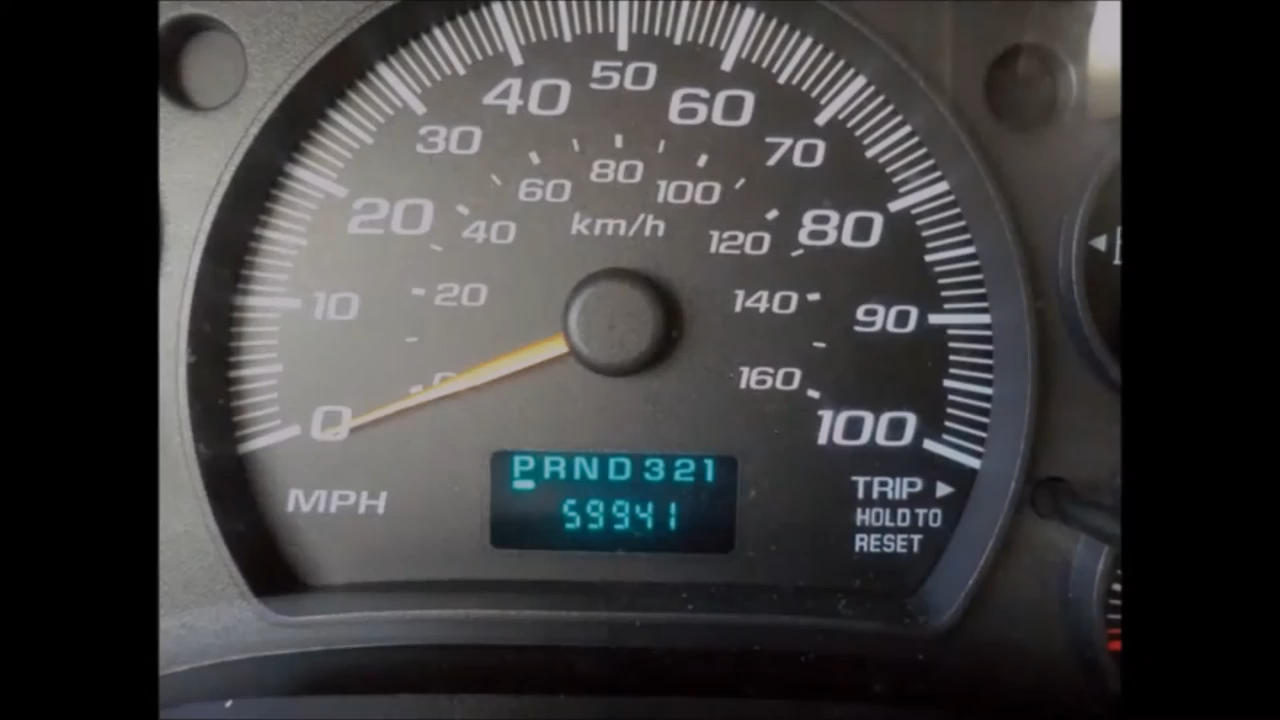 50
40 60
30 70
80
60 100
20 40 km/h 120 80
10 20 140 90
0 160
0 100
PRND321
MPH TRIP ►
59941 HOLD TO
RESET